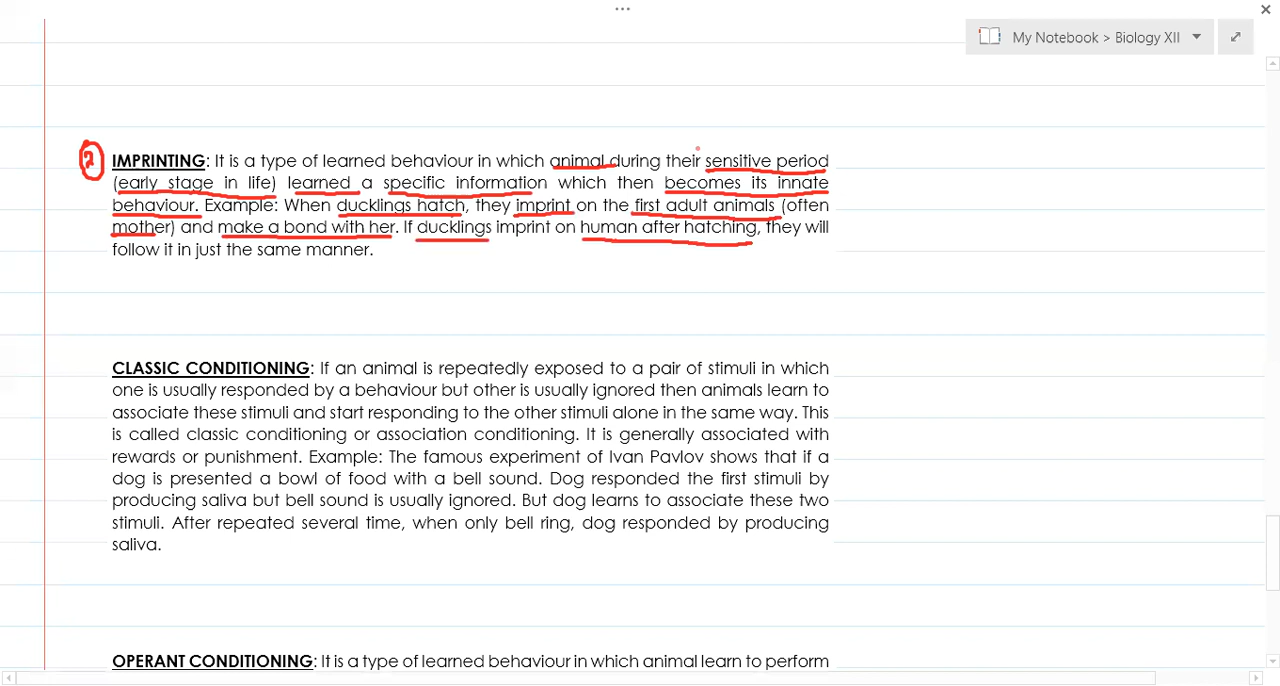 My Notebook > Biology XII
2 IMPRINTING: It is a type of learned behaviour in which animal during their sensitive period
(early stage in life) learned a specific information which then becomes its innate
behaviour. Example: When ducklings hatch, they imprint on the first adult animals (often
mother) and make a bond with her. If ducklings imprint on human after hatching, they will
follow it in just the same manner.
CLASSIC CONDITIONING: If an animal is repeatedly exposed to a pair of stimuli in which
one is usually responded by a behaviour but other is usually ignored then animals learn to
associate these stimuli and start responding to the other stimuli alone in the same way. This
is called classic conditioning or association conditioning. It is generally associated with
rewards or punishment. Example: The famous experiment of Ivan Pavlov shows that if a
dog is presented a bowl of food with a bell sound. Dog responded the first stimuli by
producing saliva but bell sound is usually ignored. But dog learns to associate these two
stimuli. After repeated several time, when only bell ring, dog responded by producing
saliva.
OPERANT CONDITIONING: It is a type of learned behaviour in which animal learn to perform